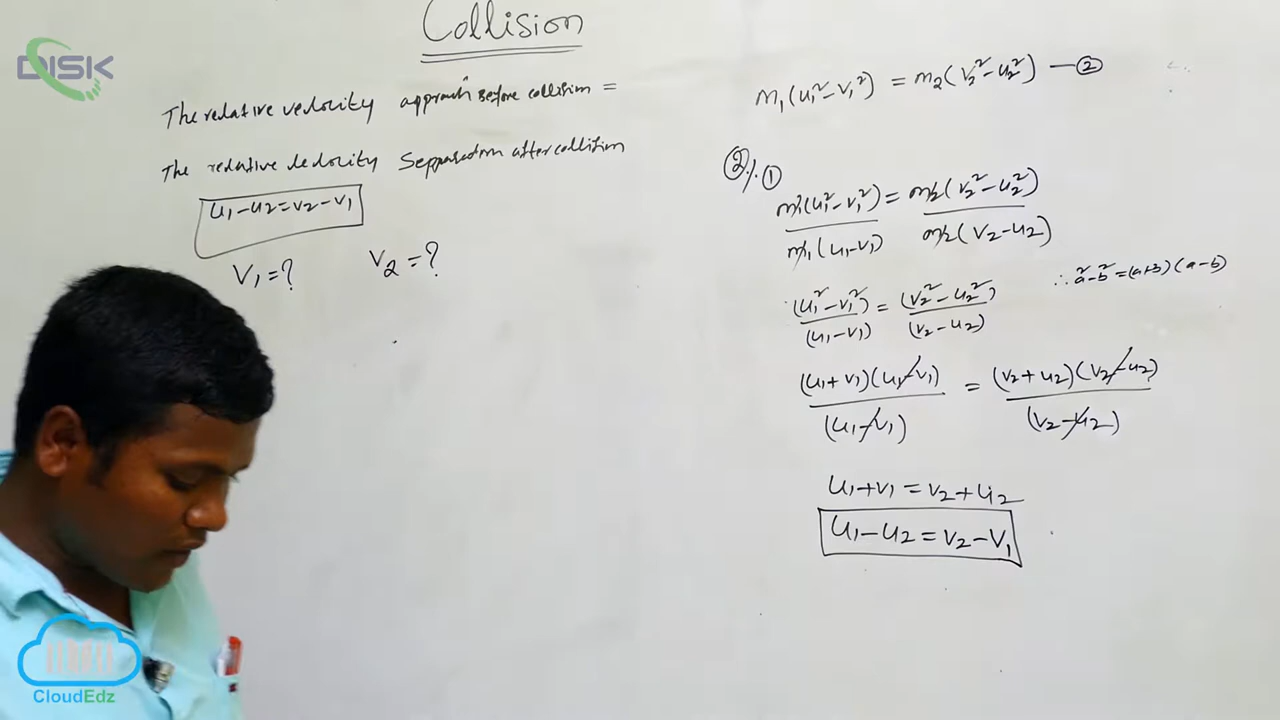 Collision
DISK
The relative velocity approach before collision =
The relative velocity Sepparation after collision
u₁-u₂=v₂-v₁
V₁=? V₂=?
m₁(u₁²-v₁²) = m₂(v₂²-u₂²) —②
②/.①
m₁(u₁²-v₁²)/m₁(u₁-v₁) = m₂(v₂²-u₂²)/m₂(v₂-u₂)
∴ a²-b²=(a+b)(a-b)
(u₁²-v₁²)/(u₁-v₁) = (v₂²-u₂²)/(v₂-u₂)
(u₁+v₁)(u₁-v₁)/(u₁-v₁) = (v₂+u₂)(v₂-u₂)/(v₂-u₂)
u₁+v₁=v₂+u₂
u₁-u₂=v₂-v₁
CloudEdz